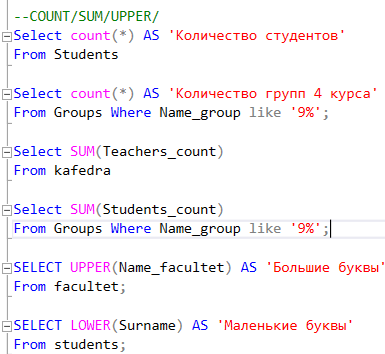 --COUNT/SUM/UPPER/
Select count(*) AS 'Количество студентов'
From Students
Select count(*) AS 'Количество групп 4 курса'
From Groups Where Name_group like '9%';
Select SUM(Teachers_count)
From kafedra
Select SUM(Students_count)
From Groups Where Name_group like '9%';
SELECT UPPER(Name_facultet) AS 'Большие буквы'
From facultet;
SELECT LOWER(Surname) AS 'Маленькие буквы'
From students;